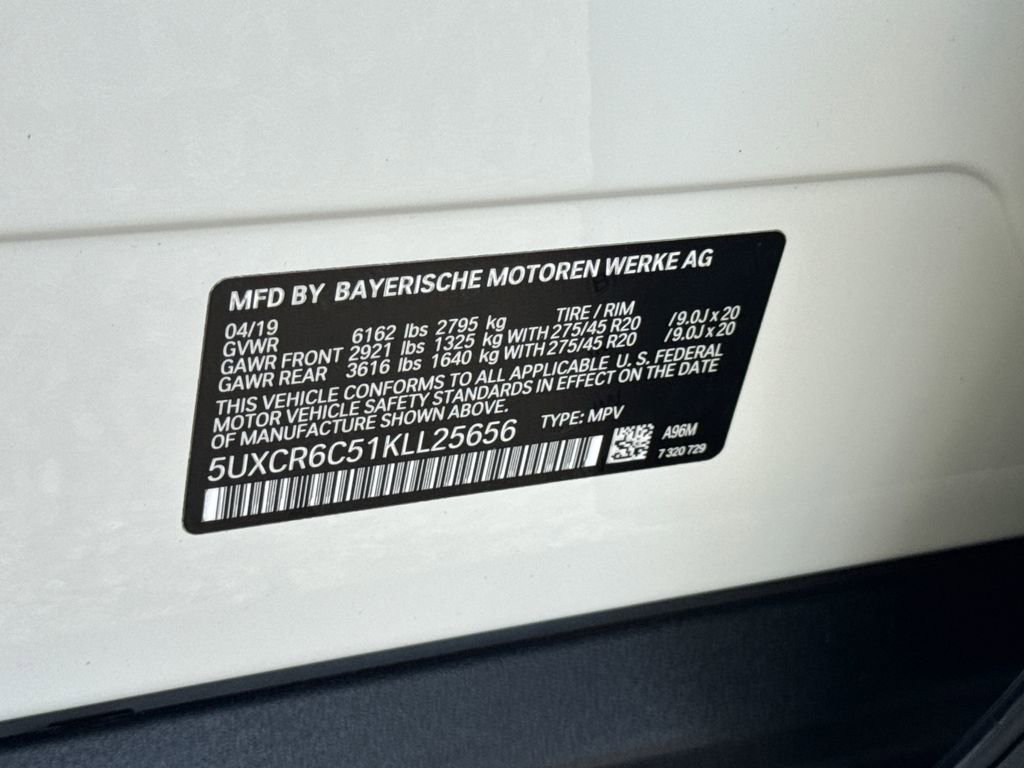 MFD BY BAYERISCHE MOTOREN WERKE AG
04/19 TIRE / RIM
GVWR 6162 lbs 2795 kg
GAWR FRONT 2921 lbs 1325 kg WITH 275/45 R20 /9.0J x 20
GAWR REAR 3616 lbs 1640 kg WITH 275/45 R20 /9.0J x 20
THIS VEHICLE CONFORMS TO ALL APPLICABLE U. S. FEDERAL
MOTOR VEHICLE SAFETY STANDARDS IN EFFECT ON THE DATE
OF MANUFACTURE SHOWN ABOVE.
5UXCR6C51KLL25656 TYPE: MPV
A96M
7 320 729